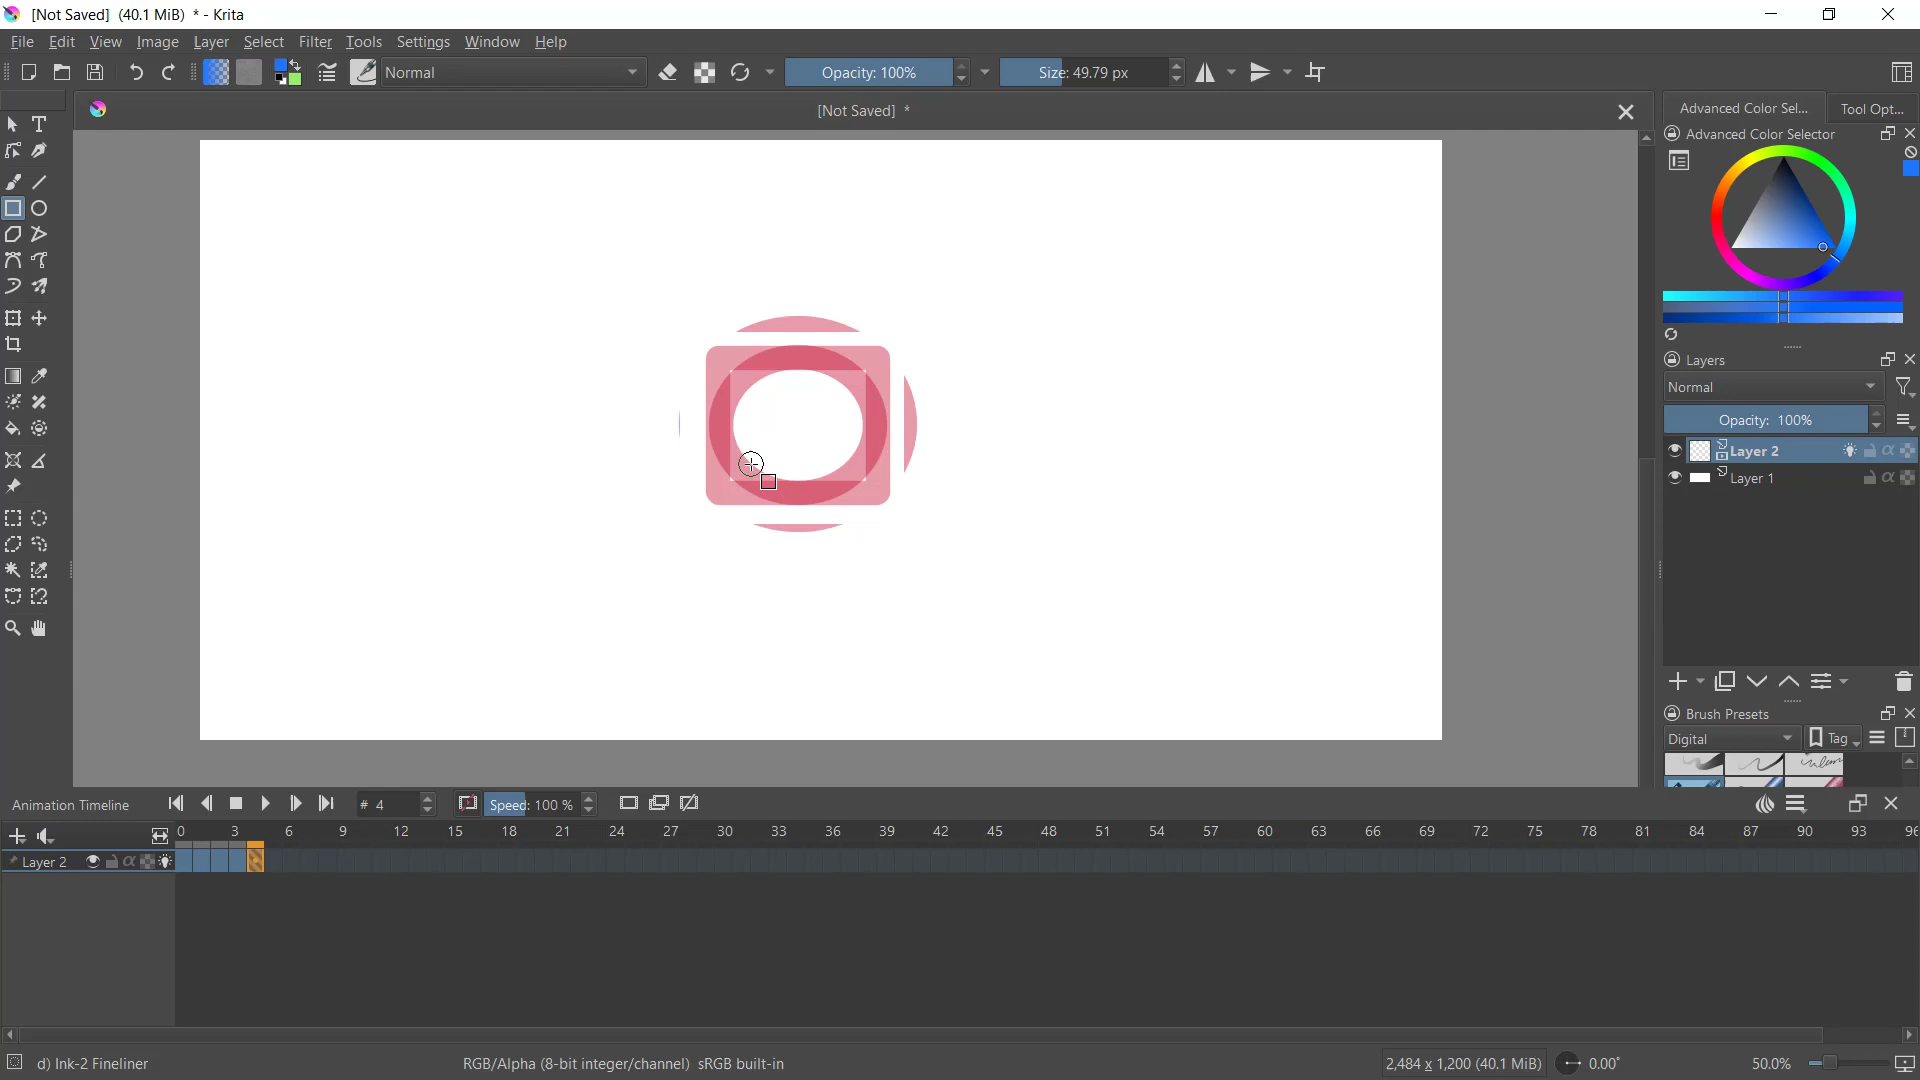 [Not Saved] (40.1 MiB) * - Krita
File Edit View Image Layer Select Filter Tools Settings Window Help
Normal Opacity: 100% Size: 49.79 px
[Not Saved] *
Advanced Color Sel... Tool Opt...
Advanced Color Selector
Layers
Normal
Opacity: 100%
Layer 2
Layer 1
Brush Presets
Digital Tag
Animation Timeline # 4 Speed: 100 %
0 3 6 9 12 15 18 21 24 27 30 33 36 39 42 45 48 51 54 57 60 63 66 69 72 75 78 81 84 87 90 93 96
Layer 2
d) Ink-2 Fineliner RGB/Alpha (8-bit integer/channel) sRGB built-in 2,484 x 1,200 (40.1 MiB) 0.00° 50.0%